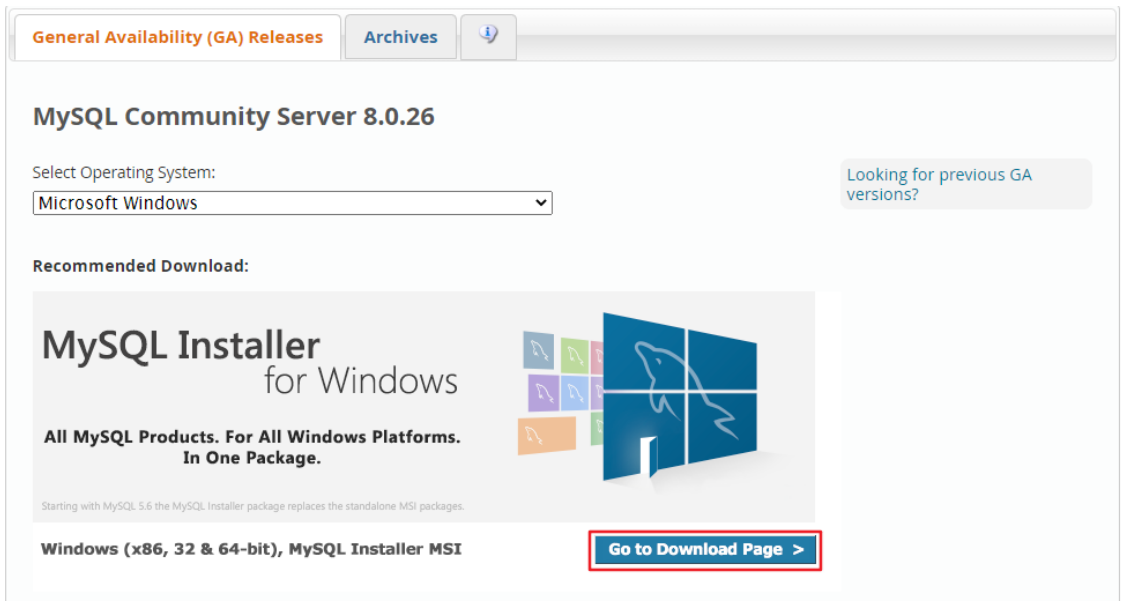 General Availability (GA) Releases
Archives
MySQL Community Server 8.0.26
Select Operating System:
Microsoft Windows
Looking for previous GA
versions?
Recommended Download:
MySQL Installer
for Windows
All MySQL Products. For All Windows Platforms.
In One Package.
Starting with MySQL 5.6 the MySQL Installer package replaces the standalone MSI packages.
Windows (x86, 32 & 64-bit), MySQL Installer MSI
Go to Download Page >